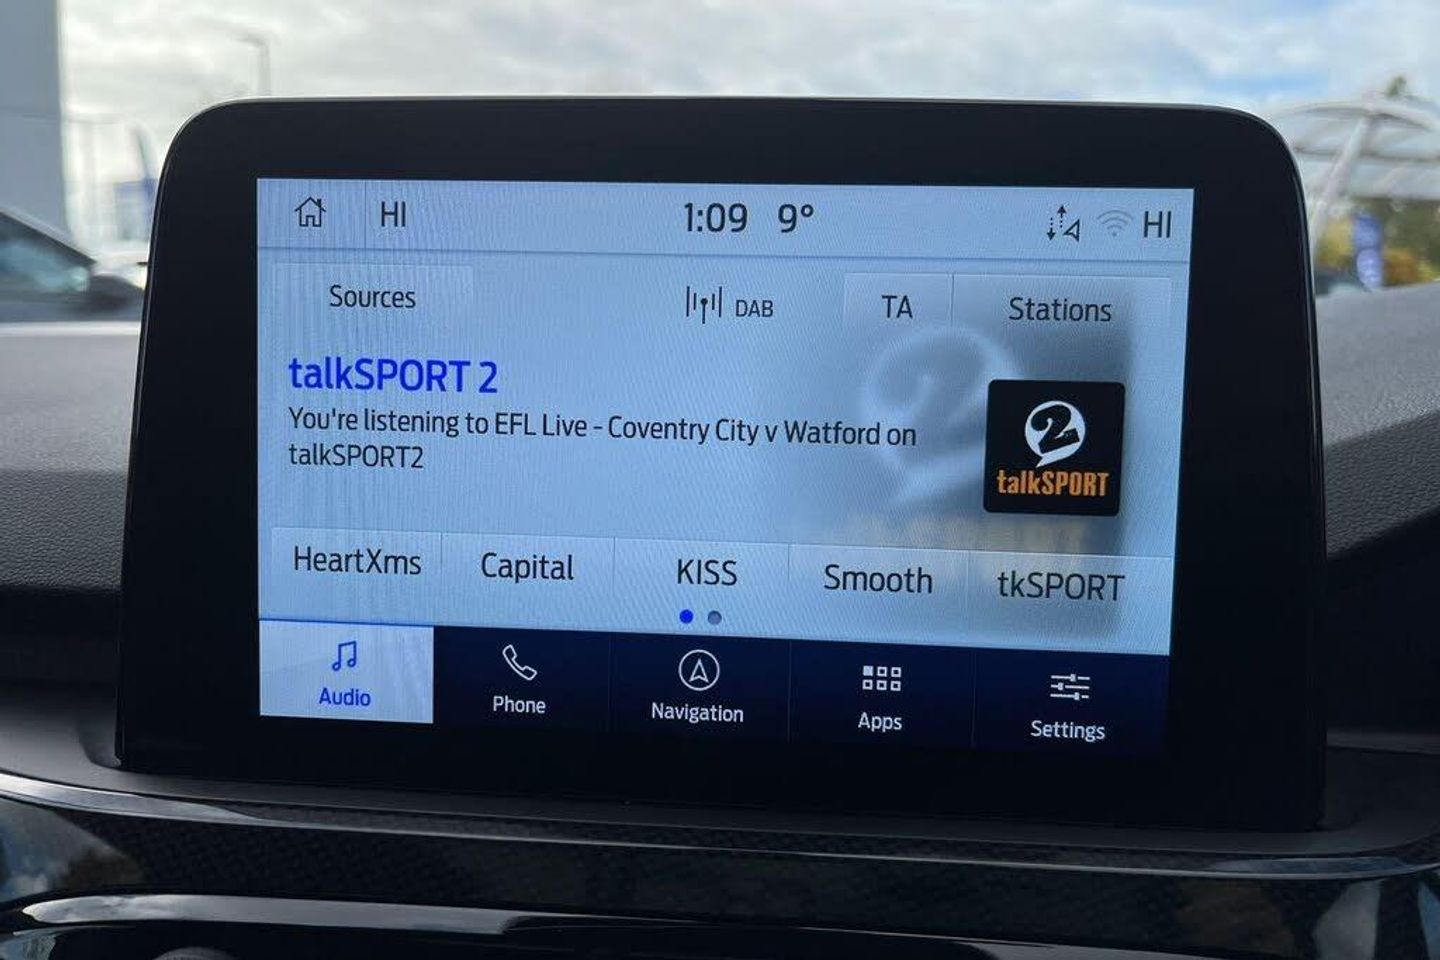 HI 1:09 9° HI
Sources DAB TA Stations
talkSPORT 2
You're listening to EFL Live - Coventry City v Watford on
talkSPORT2
2
talkSPORT
HeartXms Capital KISS Smooth tkSPORT
Audio Phone Navigation Apps Settings